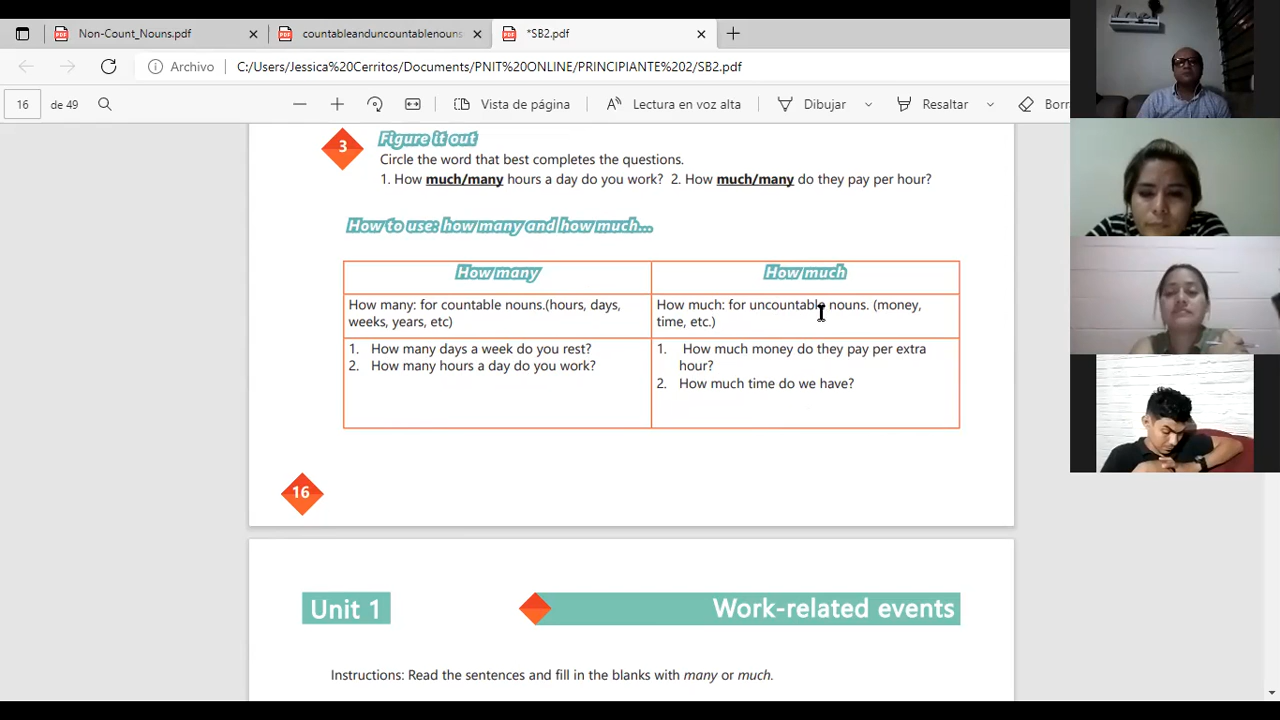 Non-Count_Nouns.pdf
countableanduncountablenouns
*SB2.pdf
Archivo
C:/Users/Jessica%20Cerritos/Documents/PNIT%20ONLINE/PRINCIPIANTE%202/SB2.pdf
16 de 49
Vista de página
Lectura en voz alta
Dibujar
Resaltar
Borr
3
Figure it out
Circle the word that best completes the questions.
1. How much/many hours a day do you work? 2. How much/many do they pay per hour?
How to use: how many and how much...
How many
How much
How many: for countable nouns.(hours, days,
weeks, years, etc)
How much: for uncountable nouns. (money,
time, etc.)
1. How many days a week do you rest?
2. How many hours a day do you work?
1. How much money do they pay per extra
hour?
2. How much time do we have?
16
Unit 1
Work-related events
Instructions: Read the sentences and fill in the blanks with many or much.